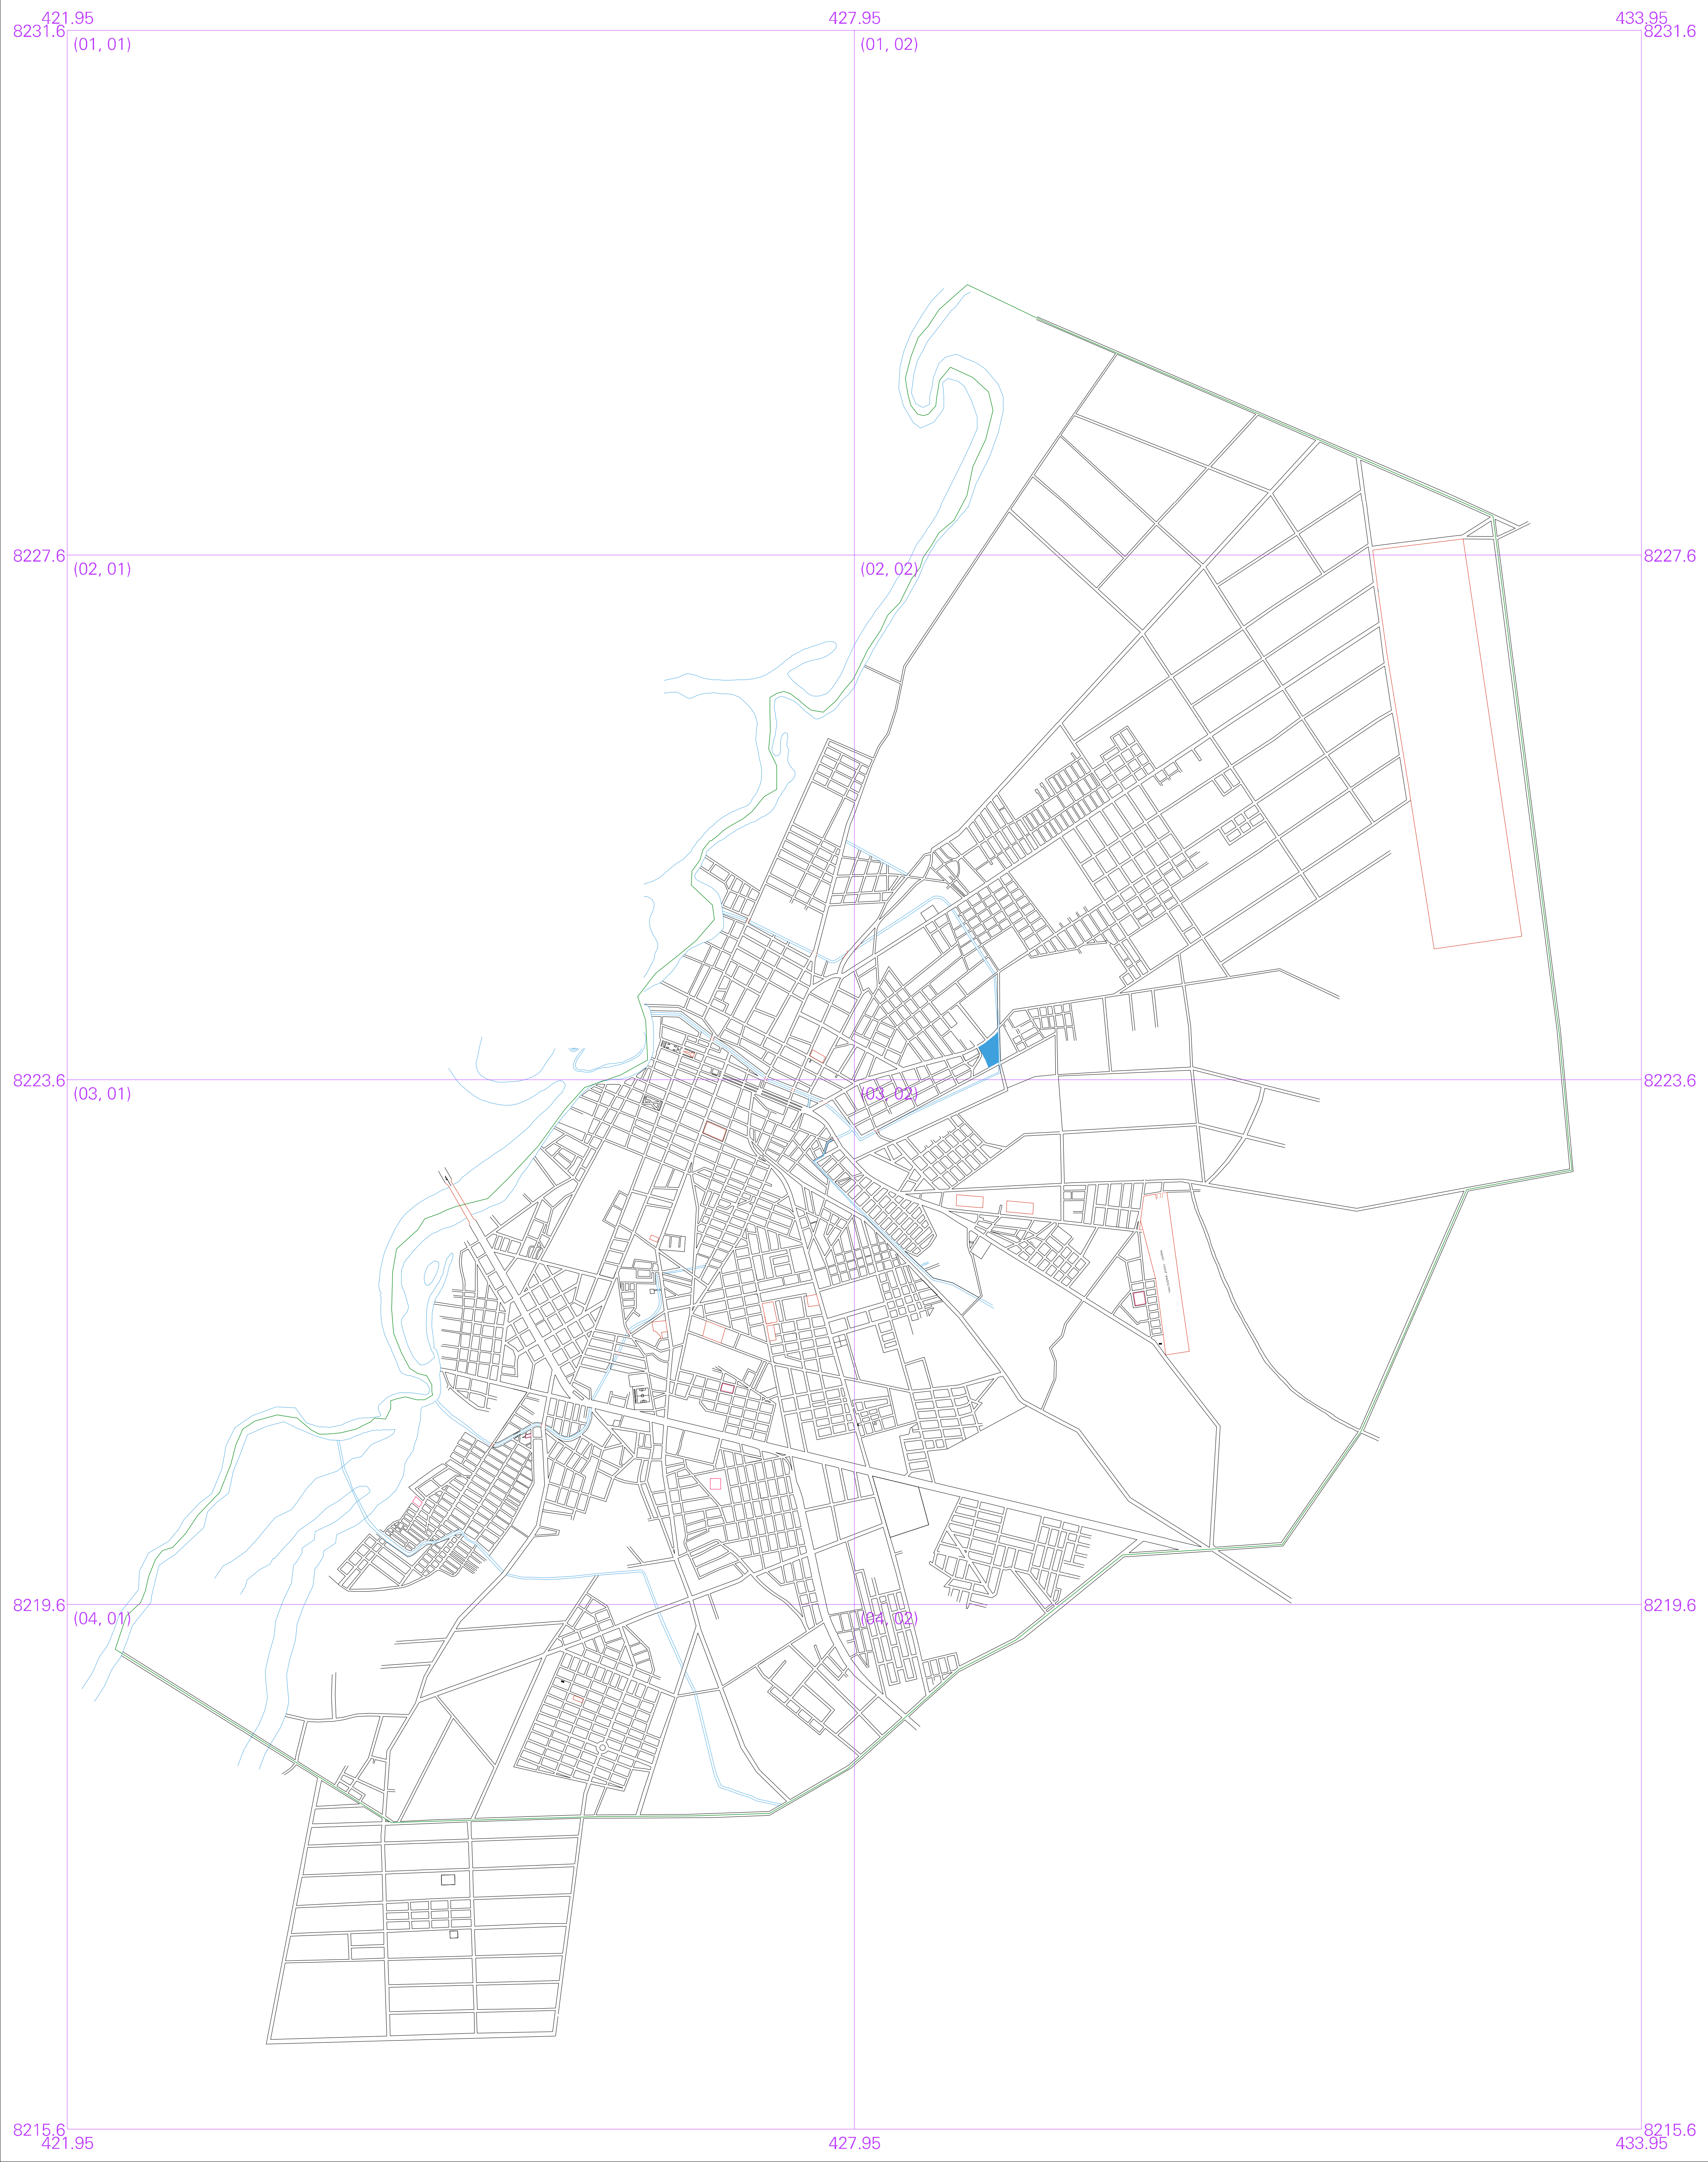 421.95 427.95 433.95
8231.6 8231.6
(01, 01) (01, 02)
8227.6 8227.6
(02, 01) (02, 02)
8223.6 8223.6
(03, 01) (03, 02)
8219.6 8219.6
(04, 01) (04, 02)
8215.6 8215.6
421.95 427.95 433.95